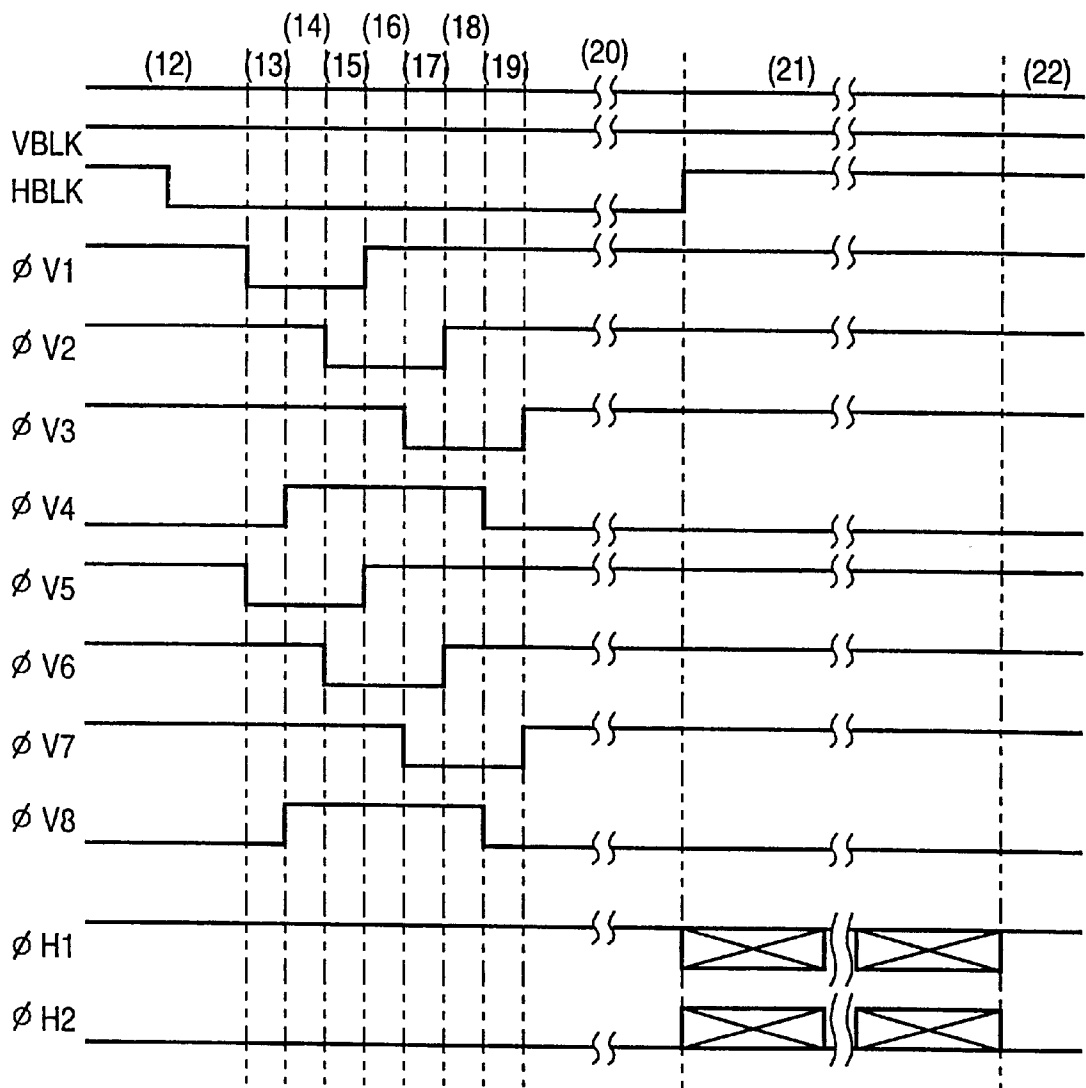 (14) (16) (18)
(12) (13) (15) (17) (19) (20) (21) (22)
VBLK
HBLK
ø V1
ø V2
ø V3
ø V4
ø V5
ø V6
ø V7
ø V8
ø H1
ø H2